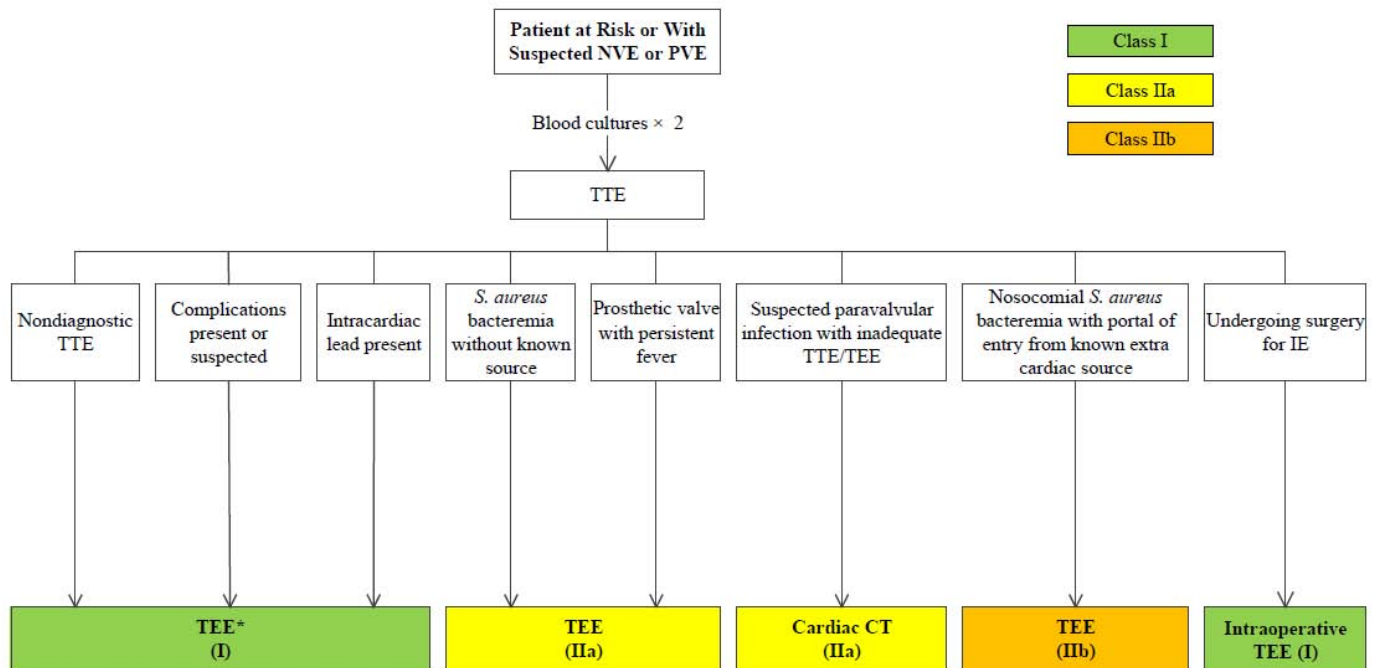 Patient at Risk or With
Suspected NVE or PVE
Class I
Class IIa
Class IIb
Blood cultures × 2
TTE
Nondiagnostic
TTE
Complications
present or
suspected
Intracardiac
lead present
S. aureus
bacteremia
without known
source
Prosthetic valve
with persistent
fever
Suspected paravalvular
infection with inadequate
TTE/TEE
Nosocomial S. aureus
bacteremia with portal of
entry from known extra
cardiac source
Undergoing surgery
for IE
TEE*
(I)
TEE
(IIa)
Cardiac CT
(IIa)
TEE
(IIb)
Intraoperative
TEE (I)